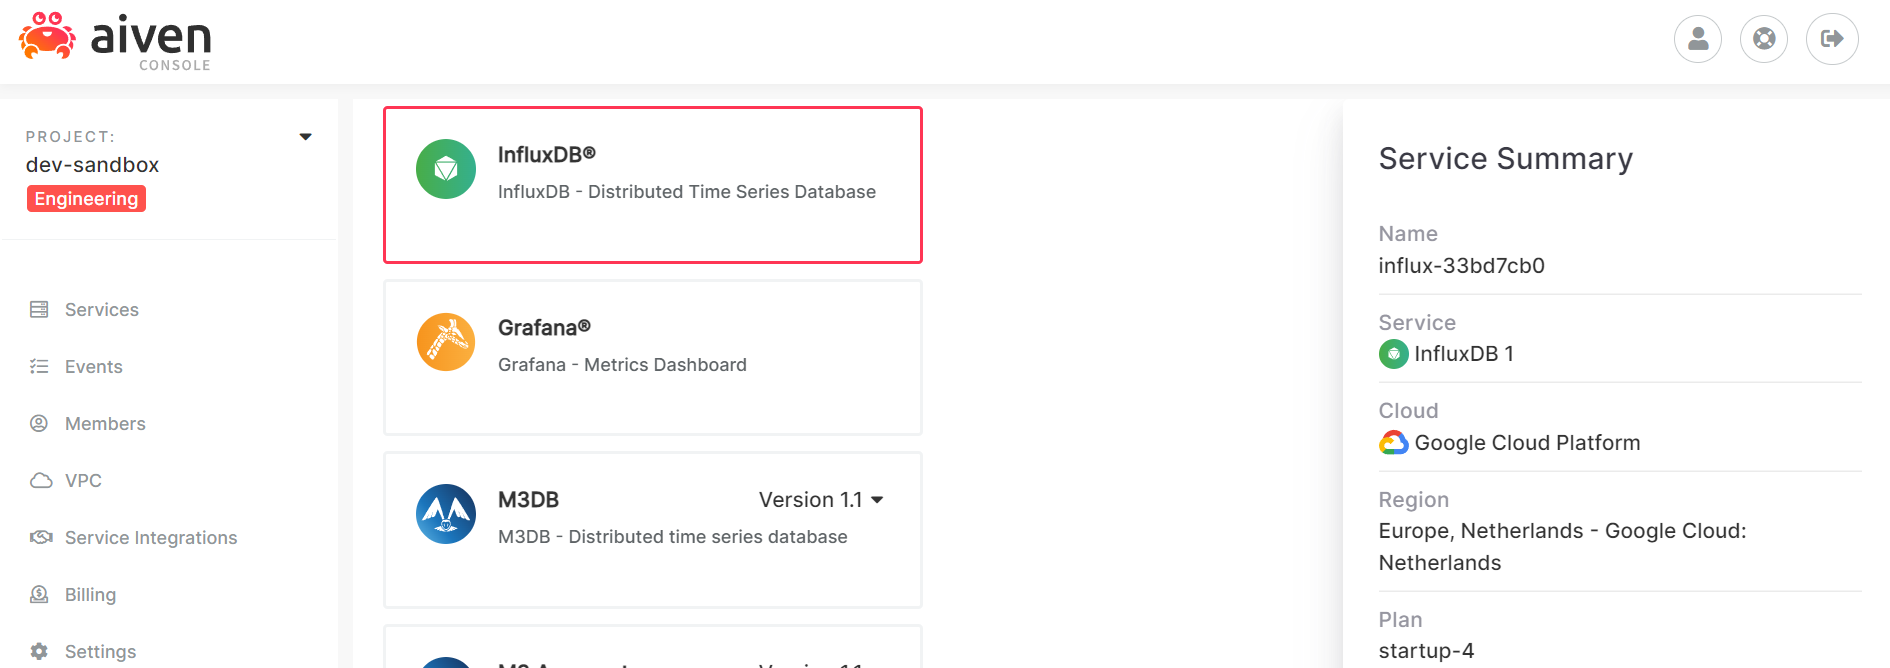 aiven
CONSOLE
PROJECT:
dev-sandbox
Engineering
Services
Events
Members
VPC
Service Integrations
Billing
Settings
InfluxDB®
InfluxDB - Distributed Time Series Database
Grafana®
Grafana - Metrics Dashboard
M3DB
Version 1.1
M3DB - Distributed time series database
Service Summary
Name
influx-33bd7cb0
Service
InfluxDB 1
Cloud
Google Cloud Platform
Region
Europe, Netherlands - Google Cloud:
Netherlands
Plan
startup-4